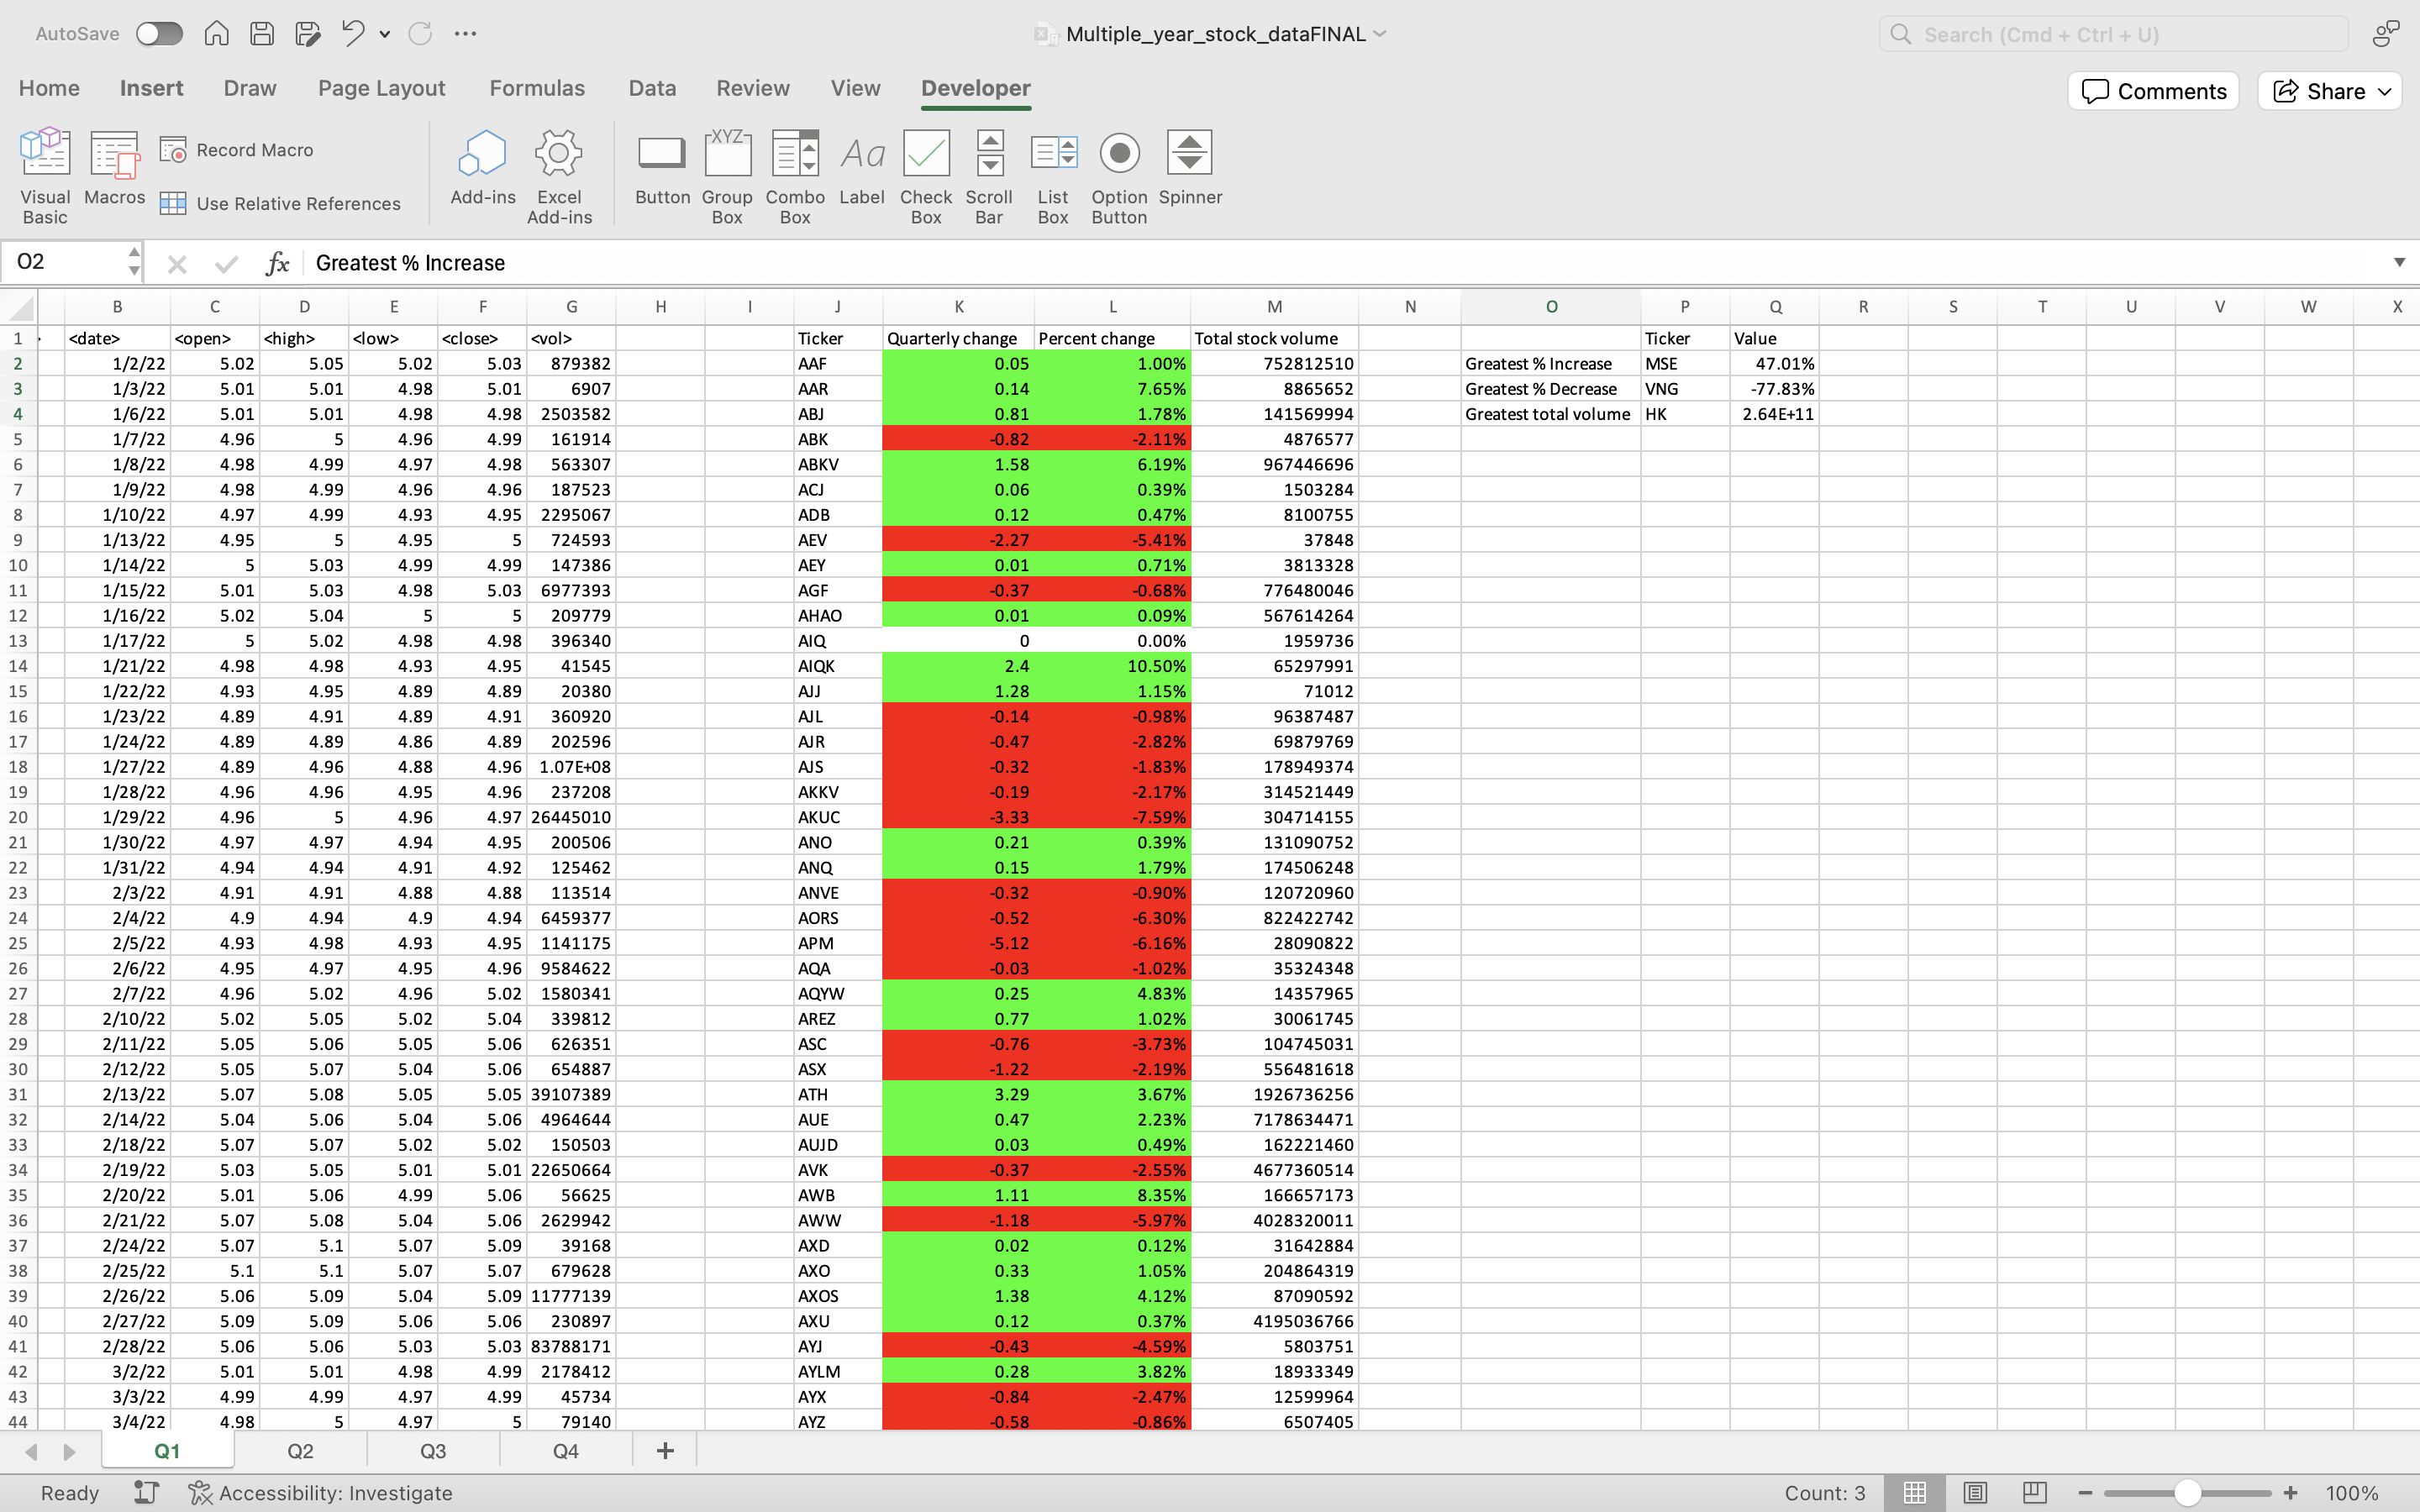 AutoSave
Multiple_year_stock_dataFINAL
Search (Cmd + Ctrl + U)
Home Insert Draw Page Layout Formulas Data Review View Developer
Comments Share
Visual Basic
Macros
Record Macro
Use Relative References
Add-ins
Excel Add-ins
XYZ
Aa
Button
Group Box
Combo Box
Label
Check Box
Scroll Bar
List Box
Option Button
Spinner
O2 fx Greatest % Increase
B C D E F G H I J K L M N O P Q R S T U V W X
1 <date> <open> <high> <low> <close> <vol> Ticker Quarterly change Percent change Total stock volume Ticker Value
2 1/2/22 5.02 5.05 5.02 5.03 879382 AAF 0.05 1.00% 752812510 Greatest % Increase MSE 47.01%
3 1/3/22 5.01 5.01 4.98 5.01 6907 AAR 0.14 7.65% 8865652 Greatest % Decrease VNG -77.83%
4 1/6/22 5.01 5.01 4.98 4.98 2503582 ABJ 0.81 1.78% 141569994 Greatest total volume HK 2.64E+11
5 1/7/22 4.96 5 4.96 4.99 161914 ABK -0.82 -2.11% 4876577
6 1/8/22 4.98 4.99 4.97 4.98 563307 ABKV 1.58 6.19% 967446696
7 1/9/22 4.98 4.99 4.96 4.96 187523 ACJ 0.06 0.39% 1503284
8 1/10/22 4.97 4.99 4.93 4.95 2295067 ADB 0.12 0.47% 8100755
9 1/13/22 4.95 5 4.95 5 724593 AEV -2.27 -5.41% 37848
10 1/14/22 5 5.03 4.99 4.99 147386 AEY 0.01 0.71% 3813328
11 1/15/22 5.01 5.03 4.98 5.03 6977393 AGF -0.37 -0.68% 776480046
12 1/16/22 5.02 5.04 5 5 209779 AHAO 0.01 0.09% 567614264
13 1/17/22 5 5.02 4.98 4.98 396340 AIQ 0 0.00% 1959736
14 1/21/22 4.98 4.98 4.93 4.95 41545 AIQK 2.4 10.50% 65297991
15 1/22/22 4.93 4.95 4.89 4.89 20380 AJJ 1.28 1.15% 71012
16 1/23/22 4.89 4.91 4.89 4.91 360920 AJL -0.14 -0.98% 96387487
17 1/24/22 4.89 4.89 4.86 4.89 202596 AJR -0.47 -2.82% 69879769
18 1/27/22 4.89 4.96 4.88 4.96 1.07E+08 AJS -0.32 -1.83% 178949374
19 1/28/22 4.96 4.96 4.95 4.96 237208 AKKV -0.19 -2.17% 314521449
20 1/29/22 4.96 5 4.96 4.97 26445010 AKUC -3.33 -7.59% 304714155
21 1/30/22 4.97 4.97 4.94 4.95 200506 ANO 0.21 0.39% 131090752
22 1/31/22 4.94 4.94 4.91 4.92 125462 ANQ 0.15 1.79% 174506248
23 2/3/22 4.91 4.91 4.88 4.88 113514 ANVE -0.32 -0.90% 120720960
24 2/4/22 4.9 4.94 4.9 4.94 6459377 AORS -0.52 -6.30% 822422742
25 2/5/22 4.93 4.98 4.93 4.95 1141175 APM -5.12 -6.16% 28090822
26 2/6/22 4.95 4.97 4.95 4.96 9584622 AQA -0.03 -1.02% 35324348
27 2/7/22 4.96 5.02 4.96 5.02 1580341 AQYW 0.25 4.83% 14357965
28 2/10/22 5.02 5.05 5.02 5.04 339812 AREZ 0.77 1.02% 30061745
29 2/11/22 5.05 5.06 5.05 5.06 626351 ASC -0.76 -3.73% 104745031
30 2/12/22 5.05 5.07 5.04 5.06 654887 ASX -1.22 -2.19% 556481618
31 2/13/22 5.07 5.08 5.05 5.05 39107389 ATH 3.29 3.67% 1926736256
32 2/14/22 5.04 5.06 5.04 5.06 4964644 AUE 0.47 2.23% 7178634471
33 2/18/22 5.07 5.07 5.02 5.02 150503 AUJD 0.03 0.49% 162221460
34 2/19/22 5.03 5.05 5.01 5.01 22650664 AVK -0.37 -2.55% 4677360514
35 2/20/22 5.01 5.06 4.99 5.06 56625 AWB 1.11 8.35% 166657173
36 2/21/22 5.07 5.08 5.04 5.06 2629942 AWW -1.18 -5.97% 4028320011
37 2/24/22 5.07 5.1 5.07 5.09 39168 AXD 0.02 0.12% 31642884
38 2/25/22 5.1 5.1 5.07 5.07 679628 AXO 0.33 1.05% 204864319
39 2/26/22 5.06 5.09 5.04 5.09 11777139 AXOS 1.38 4.12% 87090592
40 2/27/22 5.09 5.09 5.06 5.06 230897 AXU 0.12 0.37% 4195036766
41 2/28/22 5.06 5.06 5.03 5.03 83788171 AYJ -0.43 -4.59% 5803751
42 3/2/22 5.01 5.01 4.98 4.99 2178412 AYLM 0.28 3.82% 18933349
43 3/3/22 4.99 4.99 4.97 4.99 45734 AYX -0.84 -2.47% 12599964
44 3/4/22 4.98 5 4.97 5 79140 AYZ -0.58 -0.86% 6507405
Q1 Q2 Q3 Q4 +
Ready Accessibility: Investigate Count: 3 100%